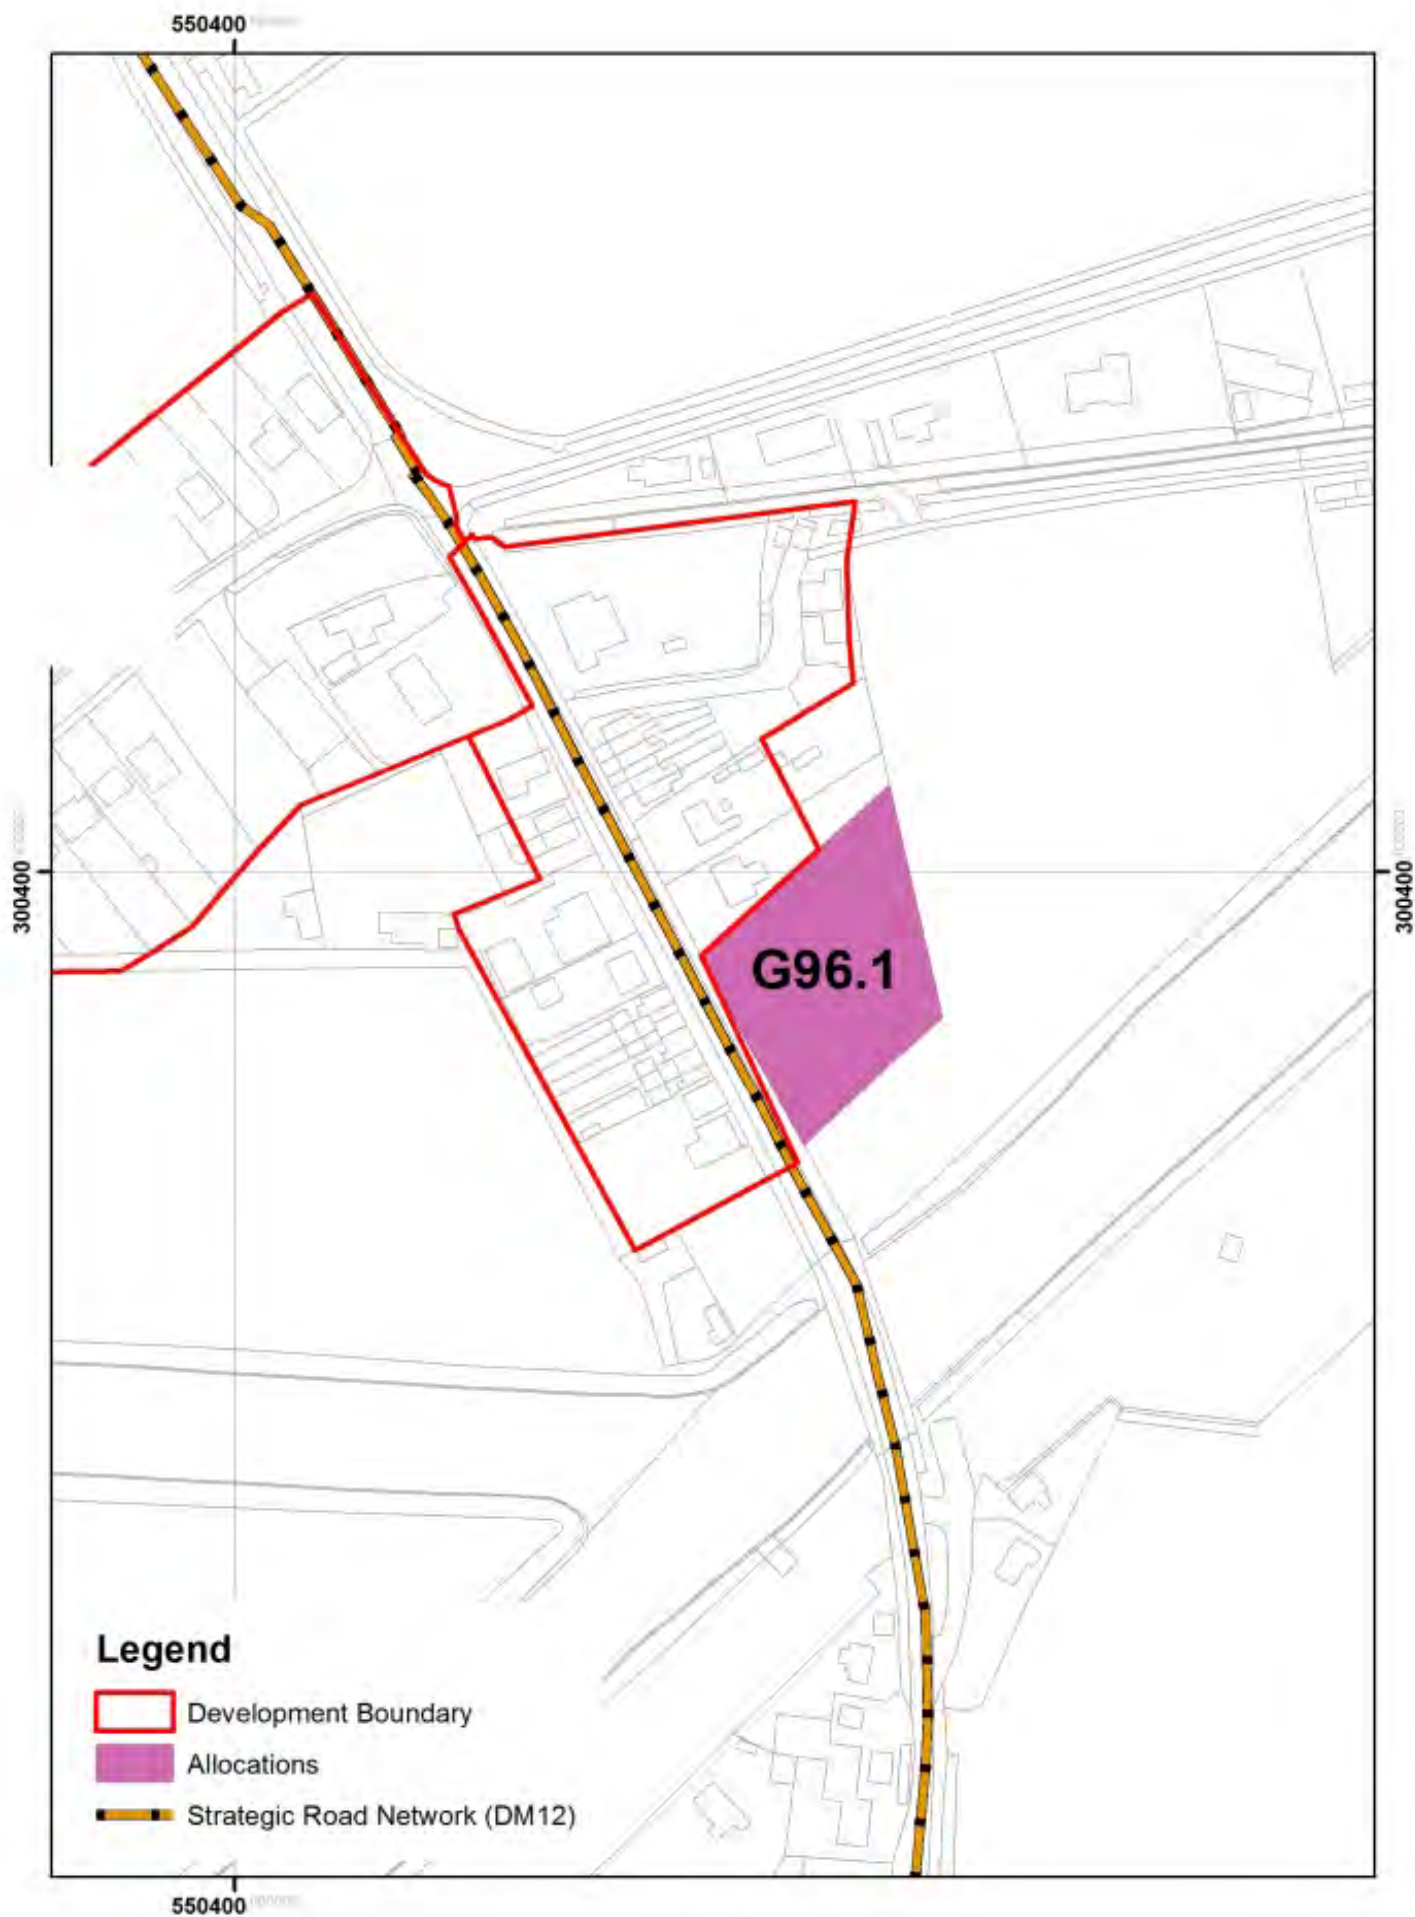 550400
300400
300400
G96.1
Legend
Development Boundary
Allocations
Strategic Road Network (DM12)
550400